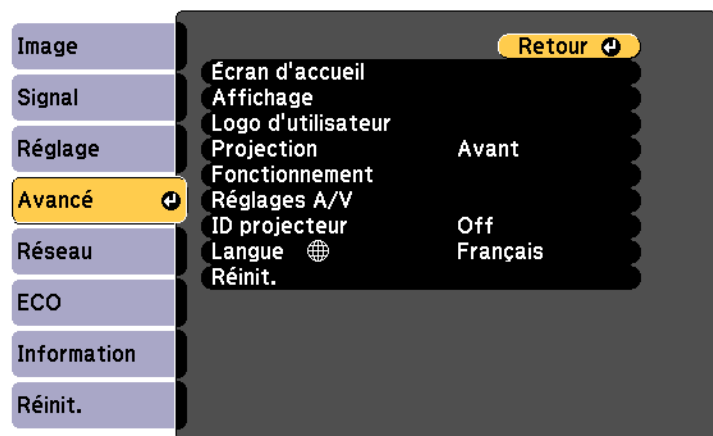 Image
Signal
Réglage
Avancé
Réseau
ECO
Information
Réinit.
Retour
Écran d'accueil
Affichage
Logo d'utilisateur
Projection Avant
Fonctionnement
Réglages A/V
ID projecteur Off
Langue Français
Réinit.